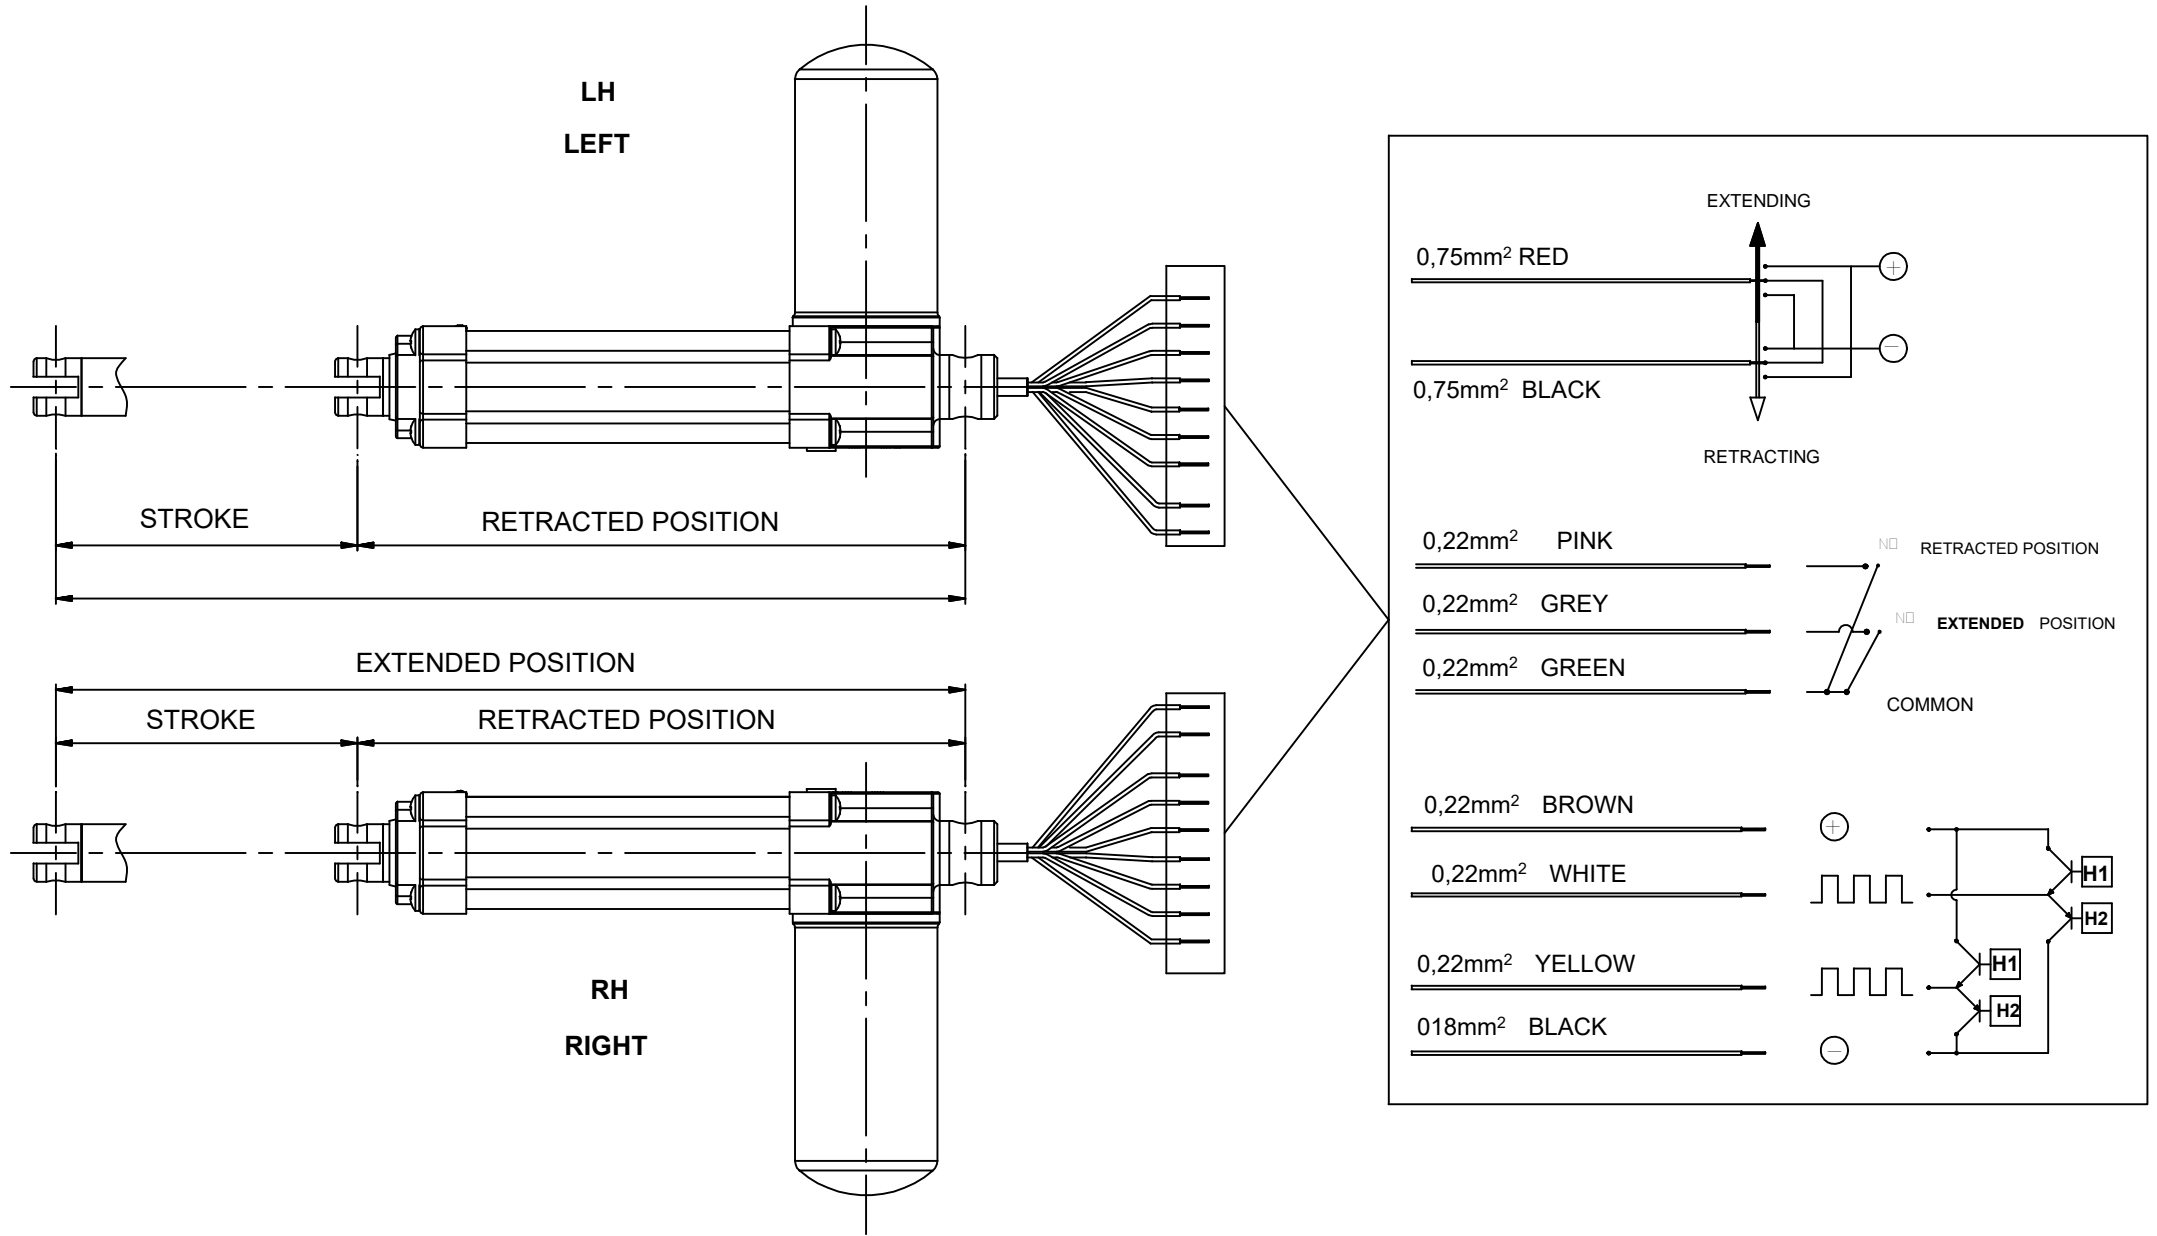 LH
LEFT
STROKE
RETRACTED POSITION
EXTENDED POSITION
STROKE
RETRACTED POSITION
RH
RIGHT
EXTENDING
0,75mm² RED
+
−
0,75mm² BLACK
RETRACTING
0,22mm² PINK
RETRACTED POSITION
0,22mm² GREY
EXTENDED POSITION
0,22mm² GREEN
COMMON
0,22mm² BROWN
+
H1
0,22mm² WHITE
H2
0,22mm² YELLOW
H1
H2
018mm² BLACK
−